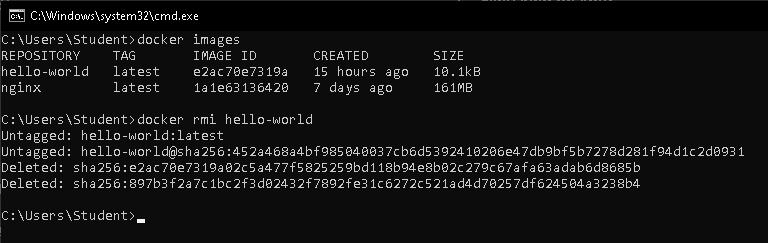 C:\Windows\system32\cmd.exe
C:\Users\Student>docker images
REPOSITORY    TAG       IMAGE ID       CREATED        SIZE
hello-world   latest    e2ac70e7319a   15 hours ago   10.1kB
nginx         latest    1a1e63136420   7 days ago     161MB
C:\Users\Student>docker rmi hello-world
Untagged: hello-world:latest
Untagged: hello-world@sha256:452a468a4bf985040037cb6d5392410206e47db9bf5b7278d281f94d1c2d0931
Deleted: sha256:e2ac70e7319a02c5a477f5825259bd118b94e8b02c279c67afa63adab6d8685b
Deleted: sha256:897b3f2a7c1bc2f3d02432f7892fe31c6272c521ad4d70257df624504a3238b4
C:\Users\Student>